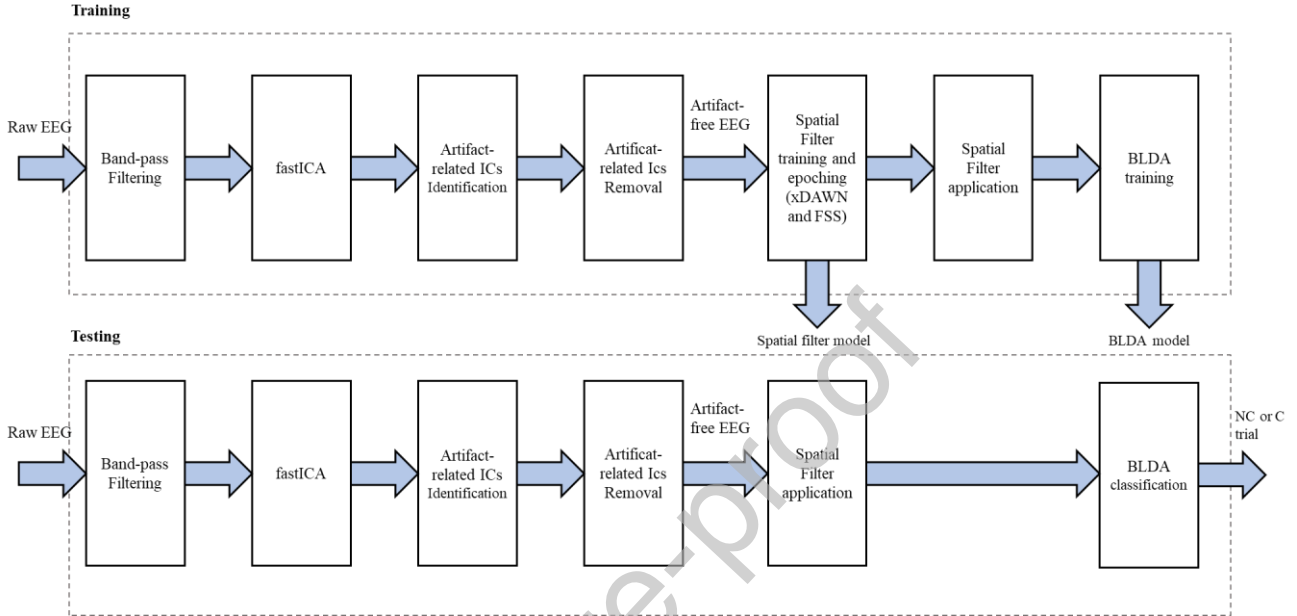 Training
Raw EEG
Band-pass
Filtering
fastICA
Artifact-
related ICs
Identification
Artificat-
related Ics
Removal
Artifact-
free EEG
Spatial
Filter
training and
epoching
(xDAWN
and FSS)
Spatial
Filter
application
BLDA
training
Spatial filter model
BLDA model
Testing
Raw EEG
Band-pass
Filtering
fastICA
Artifact-
related ICs
Identification
Artificat-
related Ics
Removal
Artifact-
free EEG
Spatial
Filter
application
BLDA
classification
NC or C
trial
re-proof